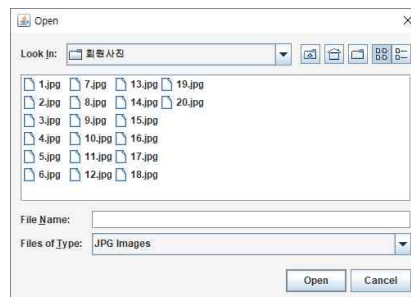 Open
Look In: 회원사진
1.jpg 7.jpg 13.jpg 19.jpg
2.jpg 8.jpg 14.jpg 20.jpg
3.jpg 9.jpg 15.jpg
4.jpg 10.jpg 16.jpg
5.jpg 11.jpg 17.jpg
6.jpg 12.jpg 18.jpg
File Name:
Files of Type: JPG Images
Open Cancel